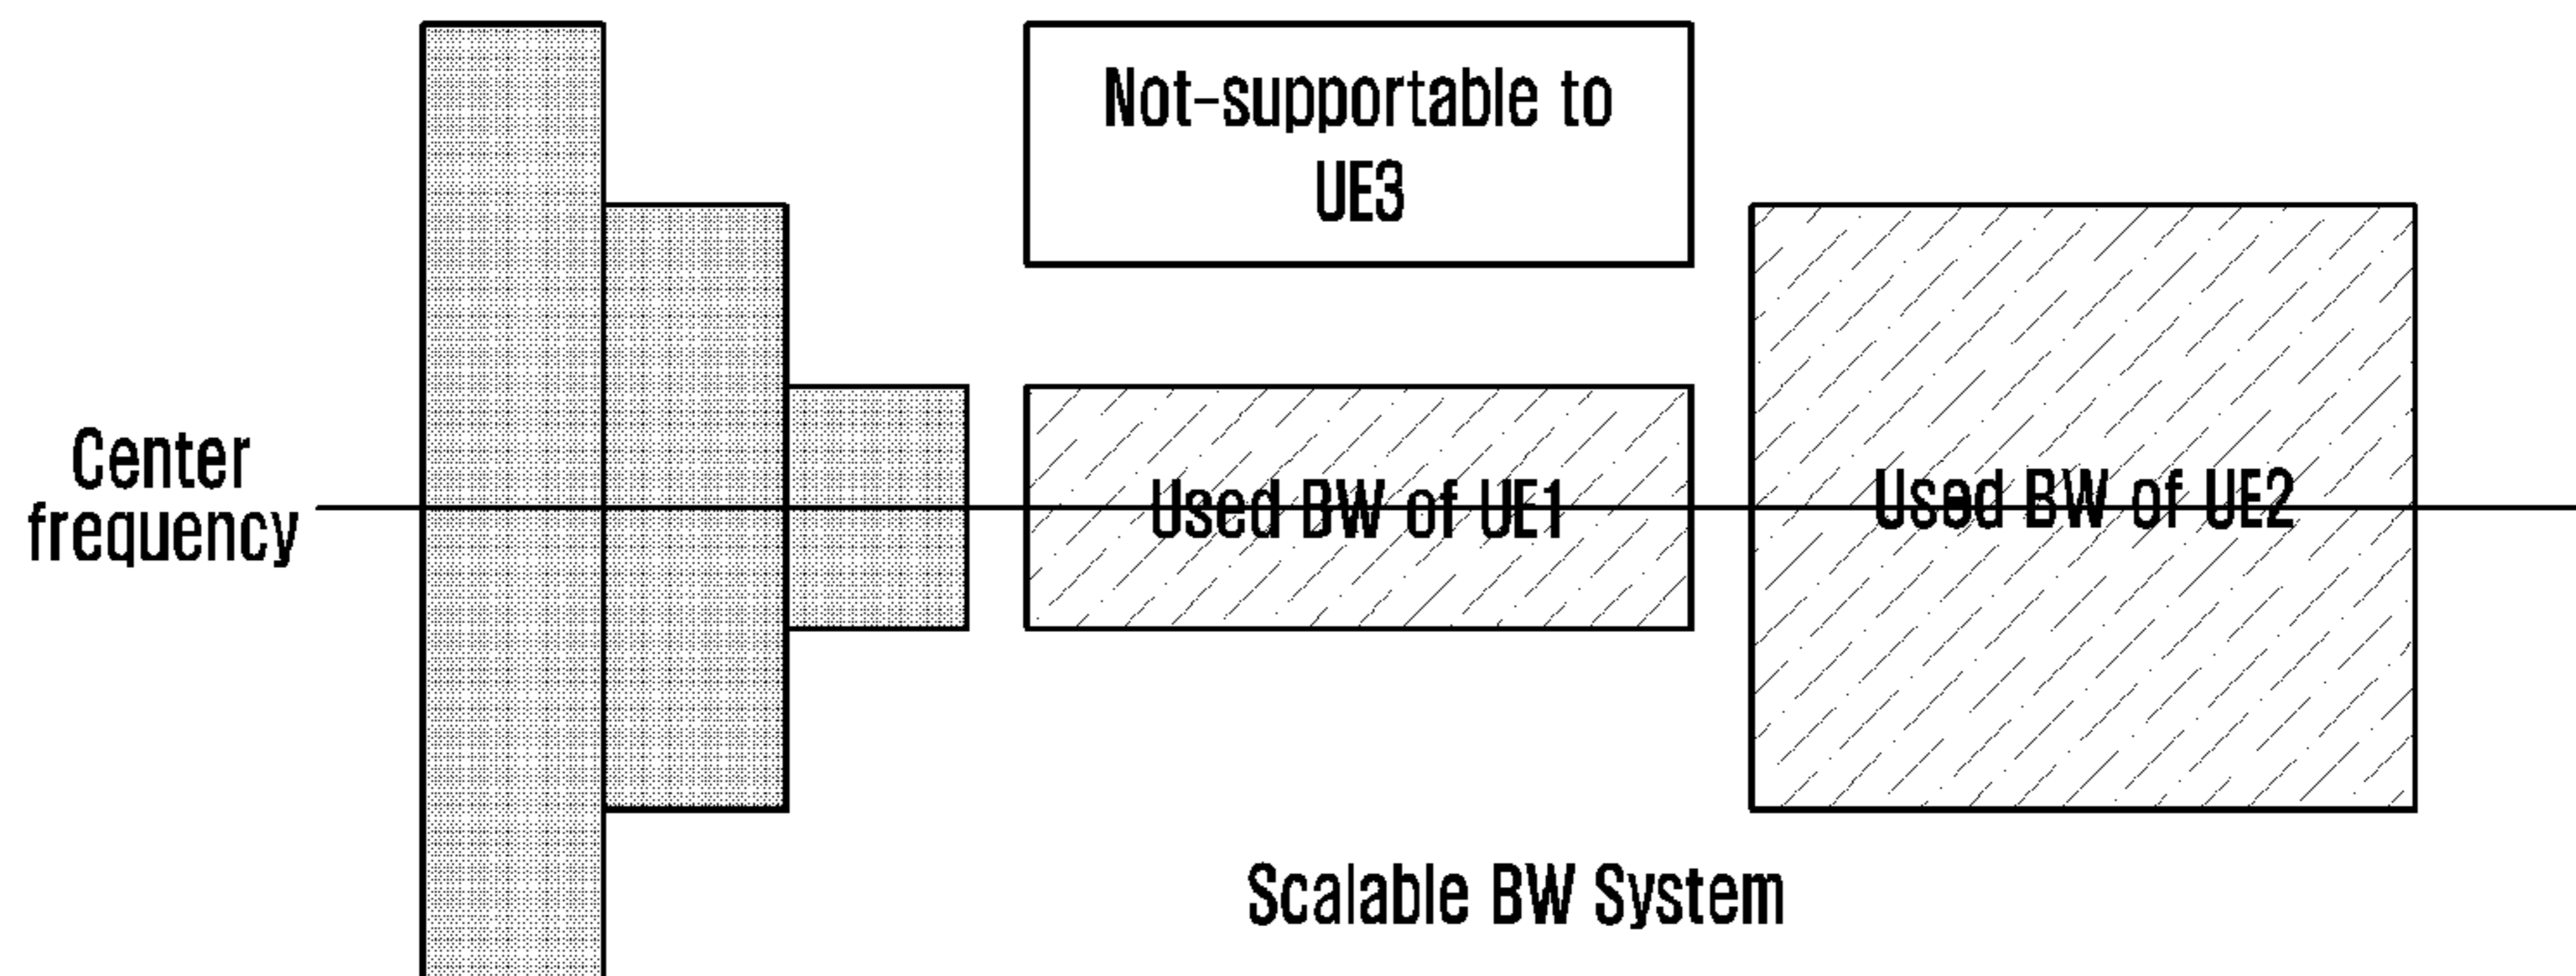 Not-supportable to
UE3
Center
frequency
Used BW of UE1
Used BW of UE2
Scalable BW System